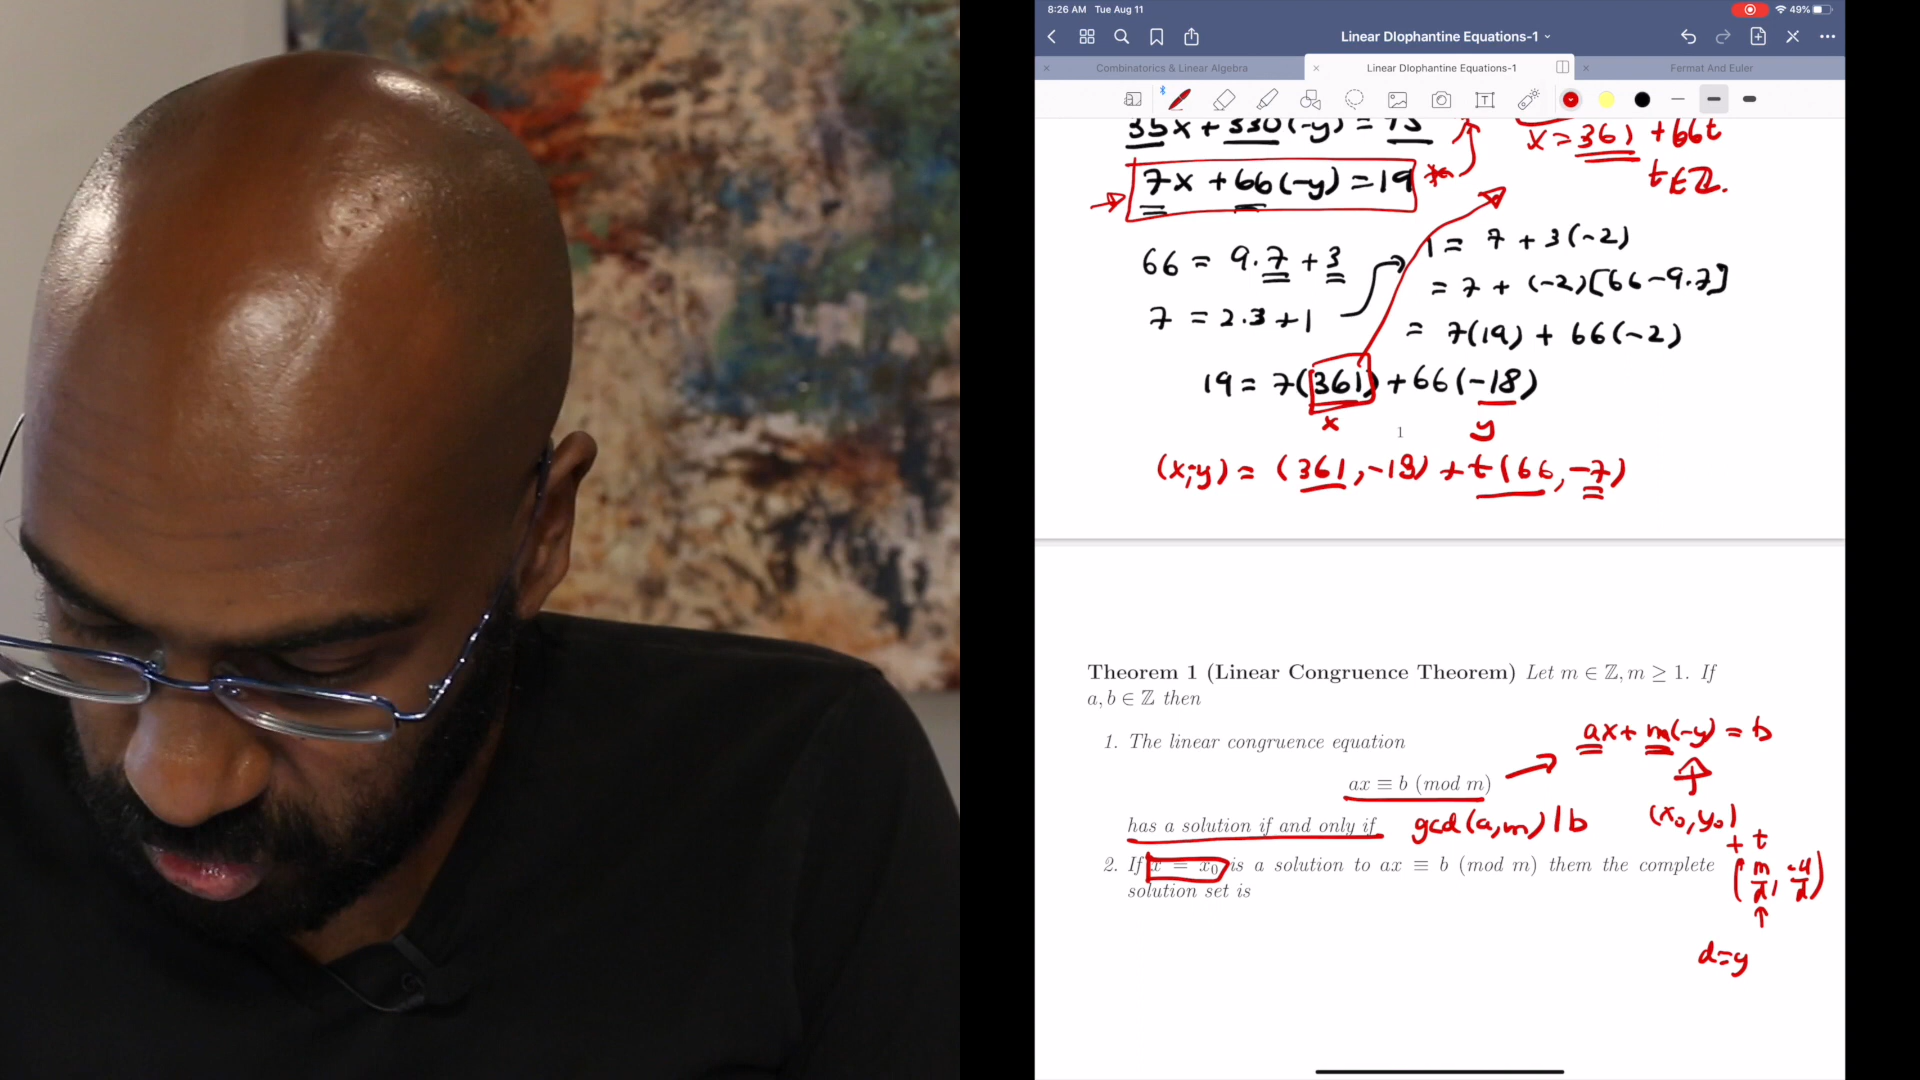 8:26 AM Tue Aug 11
49%
Linear DIophantine Equations-1
Combinatorics & Linear Algebra
Linear DIophantine Equations-1
Fermat And Euler
35x + 330(-y) = 95
x = 361 + 66t
7x + 66(-y) = 19
t ∈ ℤ.
66 = 9.7 + 3
1 = 7 + 3(-2)
7 = 2.3 + 1
= 7 + (-2)[66-9.7]
= 7(19) + 66(-2)
19 = 7(361) + 66(-18)
x
1
y
(x,y) = (361, -18) + t(66, -7)
Theorem 1 (Linear Congruence Theorem) Let m ∈ ℤ, m ≥ 1. If
a, b ∈ ℤ then
ax + m(-y) = b
1. The linear congruence equation
ax ≡ b (mod m)
has a solution if and only if gcd(a,m) | b
(x₀, y₀)
+ t
2. If x = x₀ is a solution to ax ≡ b (mod m) them the complete
solution set is
d = g